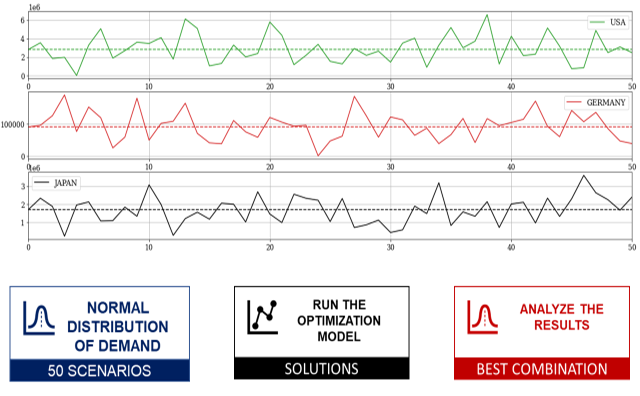 1e6
USA
6
4
2
0
0
10
20
30
40
50
GERMANY
100000
0
0
10
20
30
40
50
1e6
JAPAN
3
2
1
0
10
20
30
40
50
NORMAL
DISTRIBUTION
OF DEMAND
50 SCENARIOS
RUN THE
OPTIMIZATION
MODEL
SOLUTIONS
ANALYZE THE
RESULTS
BEST COMBINATION